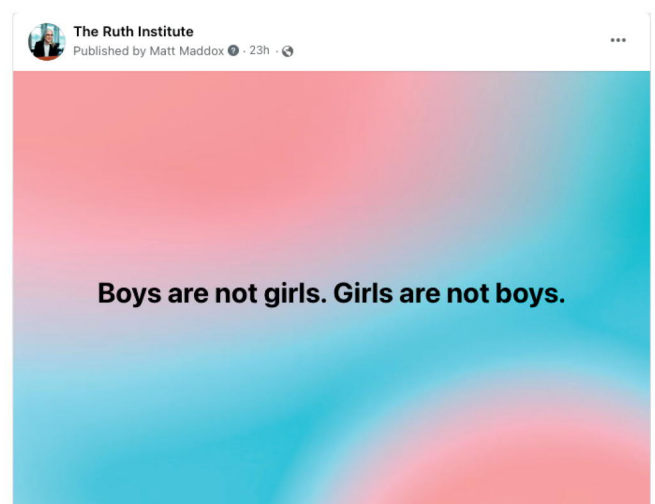 The Ruth Institute
Published by Matt Maddox ? · 23h ·
Boys are not girls. Girls are not boys.